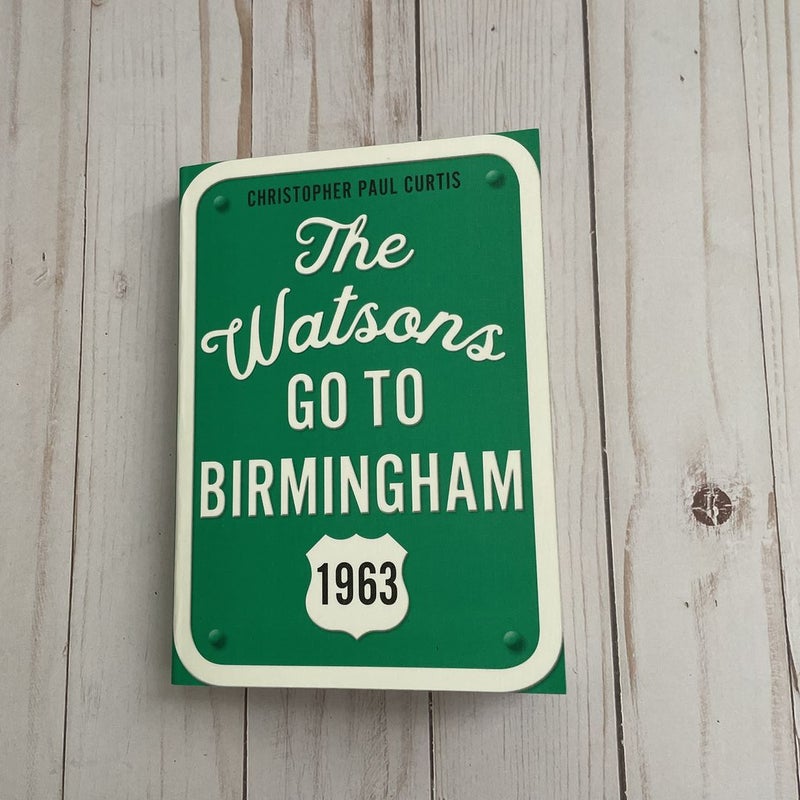 CHRISTOPHER PAUL CURTIS
The
Watsons
GO TO
BIRMINGHAM
1963